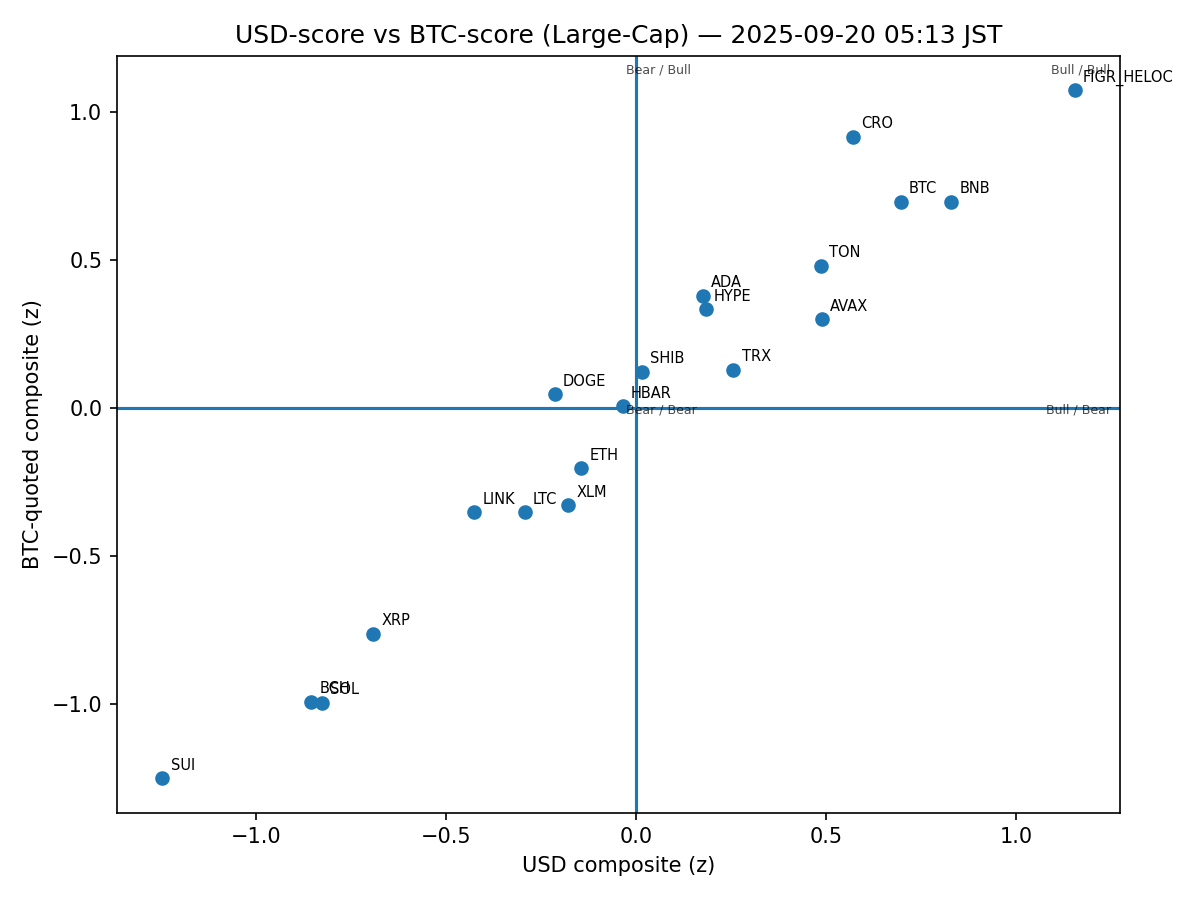 USD-score vs BTC-score (Large-Cap) — 2025-09-20 05:13 JST
Bear / Bull
Bull / Bull
FIGR_HELOC
CRO
BTC
BNB
TON
ADA
HYPE
AVAX
SHIB
TRX
DOGE
HBAR
Bear / Bear
Bull / Bear
ETH
XLM
LINK
LTC
XRP
BCH
SOL
SUI
1.0
0.5
0.0
−0.5
−1.0
BTC-quoted composite (z)
−1.0
−0.5
0.0
0.5
1.0
USD composite (z)